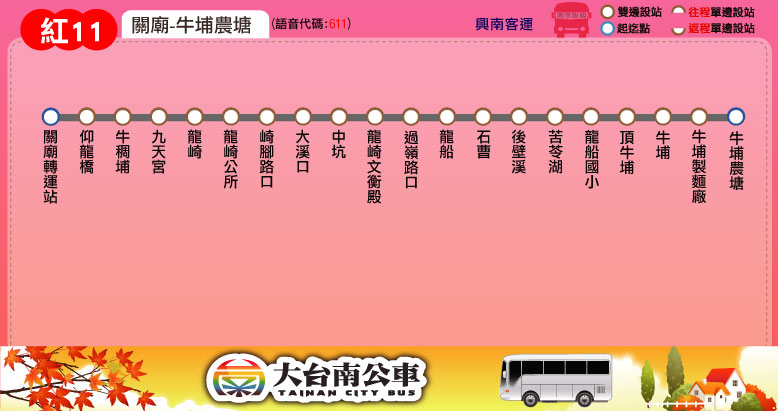 紅11
關廟-牛埔農塘
(語音代碼:611)
興南客運
雙邊設站
往程單邊設站
起迄點
返程單邊設站
關廟轉運站
仰龍橋
牛稠埔
九天宮
龍崎
龍崎公所
崎腳路口
大溪口
中坑
龍崎文衡殿
過嶺路口
龍船
石曹
後壁溪
苦苓湖
龍船國小
頂牛埔
牛埔
牛埔製麵廠
牛埔農塘
大台南公車
TAINAN CITY BUS